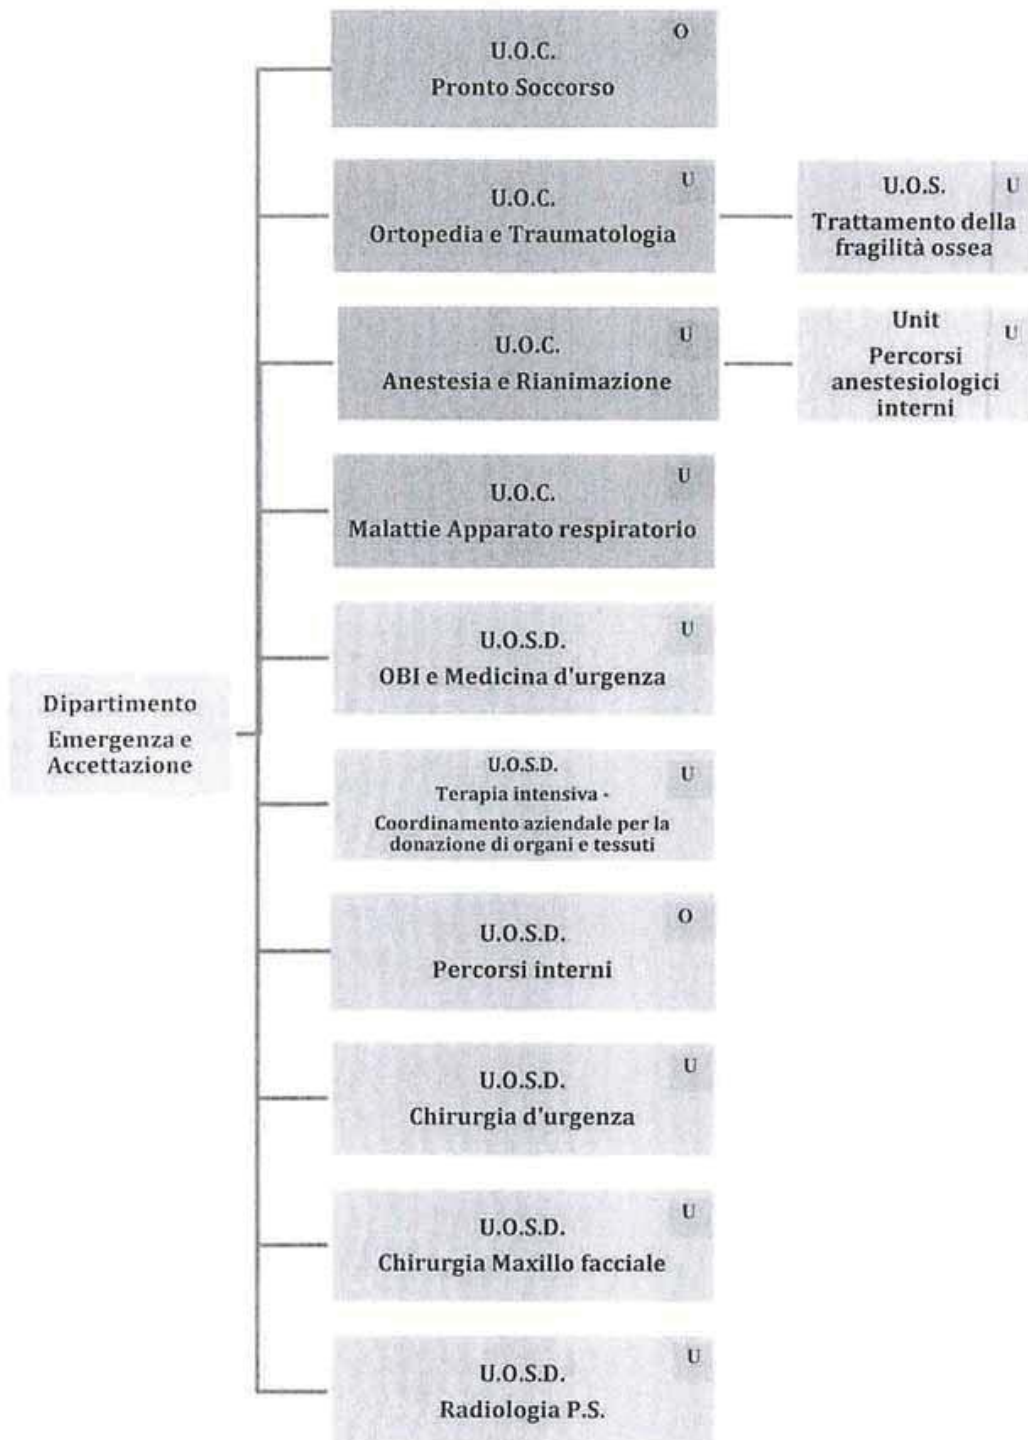 O
U.O.C.
Pronto Soccorso
U
U.O.C.
Ortopedia e Traumatologia
U.O.S.
U
Trattamento della
fragilità ossea
U
U.O.C.
Anestesia e Rianimazione
Unit
U
Percorsi
anestesiologici
interni
U
U.O.C.
Malattie Apparato respiratorio
U
U.O.S.D.
OBI e Medicina d'urgenza
Dipartimento
Emergenza e
Accettazione
U
U.O.S.D.
Terapia intensiva -
Coordinamento aziendale per la
donazione di organi e tessuti
O
U.O.S.D.
Percorsi interni
U
U.O.S.D.
Chirurgia d'urgenza
U
U.O.S.D.
Chirurgia Maxillo facciale
U
U.O.S.D.
Radiologia P.S.